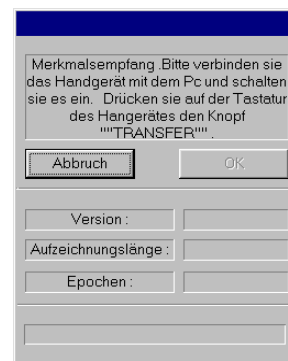 Merkmalsempfang .Bitte verbinden sie
das Handgerät mit dem Pc und schalten
sie es ein. Drücken sie auf der Tastatur
des Hangerätes den Knopf
""TRANSFER"" .
Abbruch OK
Version :
Aufzeichnungslänge :
Epochen :